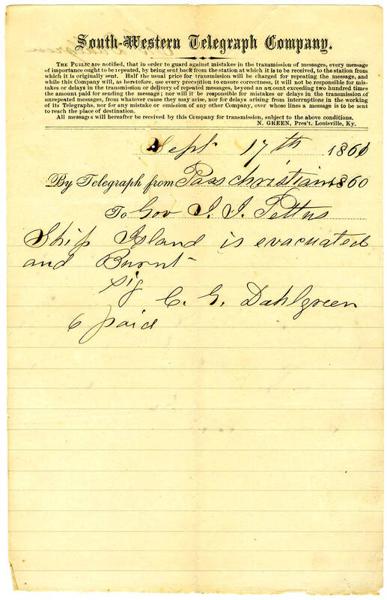 South-Western Telegraph Company.
THE PUBLIC are notified, that in order to guard against mistakes in the transmission of messages, every message
of importance ought to be repeated, by being sent back from the station at which it is to be received, to the station from
which it is originally sent. Half the usual price for transmission will be charged for repeating the message, and
while this Company will, as heretofore, use every precaution to ensure correctness, it will not be responsible for mis-
takes or delays in the transmission or delivery of repeated messages, beyond an amount exceeding two hundred times
the amount paid for sending the message; nor will it be responsible for mistakes or delays in the transmission of
unrepeated messages, from whatever cause they may arise, nor for delays arising from interruptions in the working
of its Telegraphs, nor for any mistake or omission of any other Company, over whose lines a message is to be sent
to reach the place of destination.
All messages will hereafter be received by this Company for transmission, subject to the above conditions.
N. GREEN, Pres't. Louisville, Ky.
Sept 17th 1861
By Telegraph from Pass Christian 1860
To Gov J. J. Pettus
Ship Island is evacuated
and Burnt
sig
C. G. Dahlgreen
6 paid